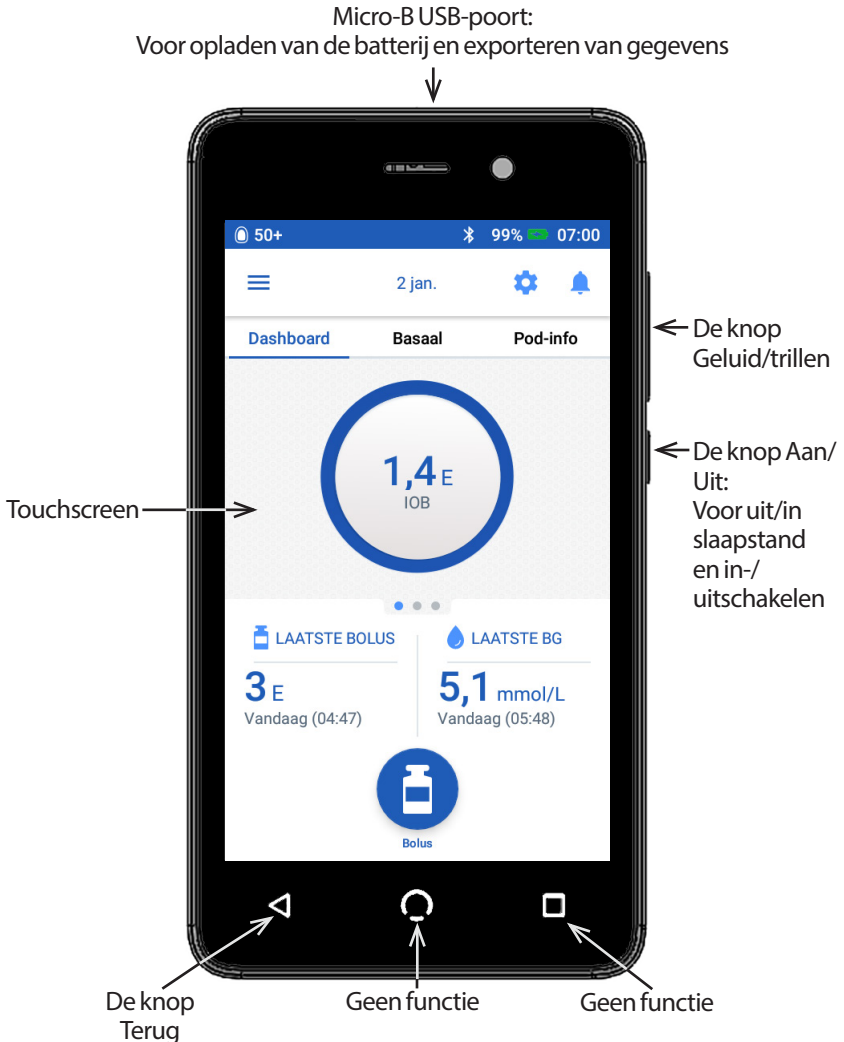 Micro-B USB-poort:
Voor opladen van de batterij en exporteren van gegevens
50+
99%
07:00
2 jan.
Dashboard
Basaal
Pod-info
De knop
Geluid/trillen
1,4 E
IOB
De knop Aan/
Uit:
Voor uit/in
slaapstand
en in-/
uitschakelen
Touchscreen
LAATSTE BOLUS
3 E
Vandaag (04:47)
LAATSTE BG
5,1 mmol/L
Vandaag (05:48)
Bolus
De knop
Terug
Geen functie
Geen functie